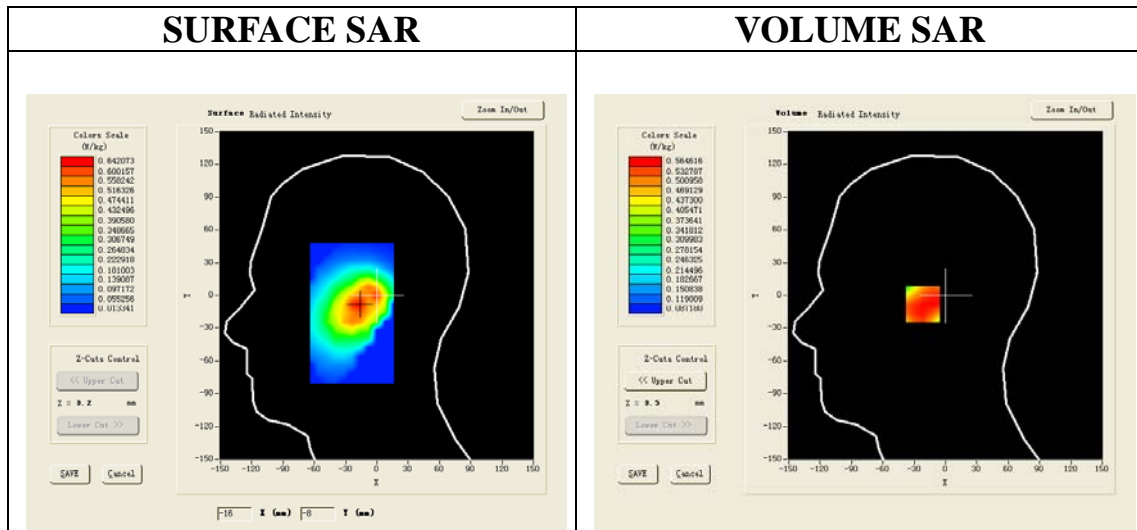 SURFACE SAR
VOLUME SAR
Surface Radiated Intensity
Zoom In/Out
Colors Scale
(W/kg)
0.642073
0.600157
0.558242
0.516326
0.474411
0.432496
0.390580
0.348665
0.306749
0.264834
0.222918
0.181003
0.139087
0.097172
0.055256
0.013341
150
120
90
60
30
0
-30
-60
-90
-120
-150
Y
-150 -120 -90 -60 -30 0 30 60 90 120 150
X
Z-Cuts Control
<< Upper Cut
mm
Lower Cut >>
SAVE
Cancel
-16 X (mm) -8 Y (mm)
Volume Radiated Intensity
Zoom In/Out
Colors Scale
(W/kg)
0.564616
0.532787
0.500958
0.469129
0.437300
0.405471
0.373641
0.341812
0.309983
0.278154
0.246325
0.214496
0.182667
0.150838
0.119009
0.087180
150
120
90
60
30
0
-30
-60
-90
-120
-150
Y
-150 -120 -90 -60 -30 0 30 60 90 120 150
X
Z-Cuts Control
<< Upper Cut
mm
Lower Cut >>
SAVE
Cancel